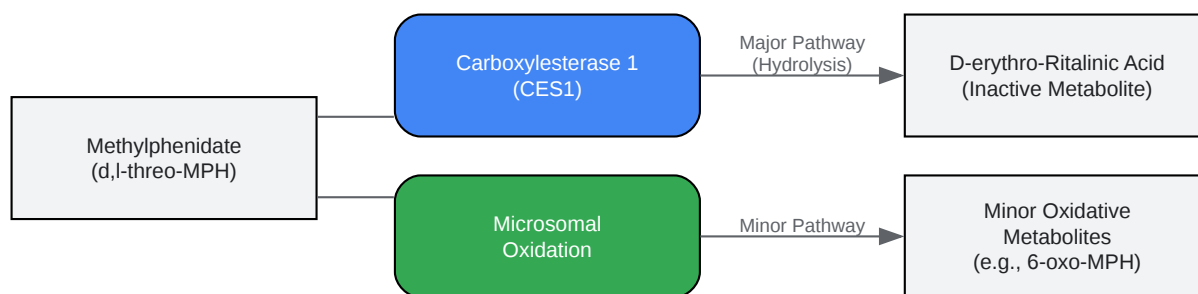 Methylphenidate
(d,l-threo-MPH)
Carboxylesterase 1
(CES1)
Major Pathway
(Hydrolysis)
D-erythro-Ritalinic Acid
(Inactive Metabolite)
Microsomal
Oxidation
Minor Pathway
Minor Oxidative
Metabolites
(e.g., 6-oxo-MPH)